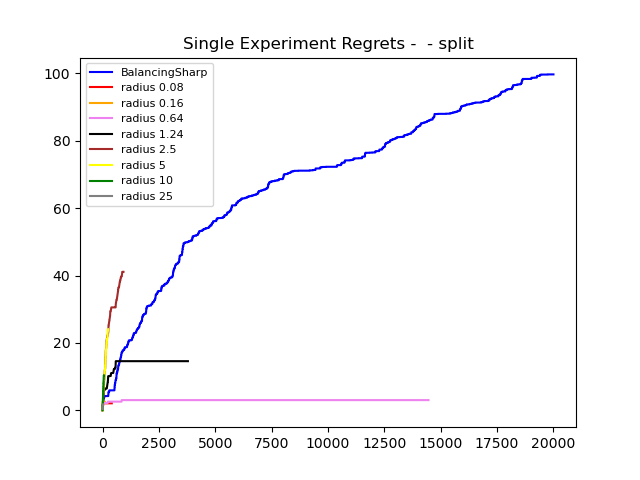 Single Experiment Regrets -  - split
100
80
60
40
20
0
BalancingSharp
radius 0.08
radius 0.16
radius 0.64
radius 1.24
radius 2.5
radius 5
radius 10
radius 25
0 2500 5000 7500 10000 12500 15000 17500 20000